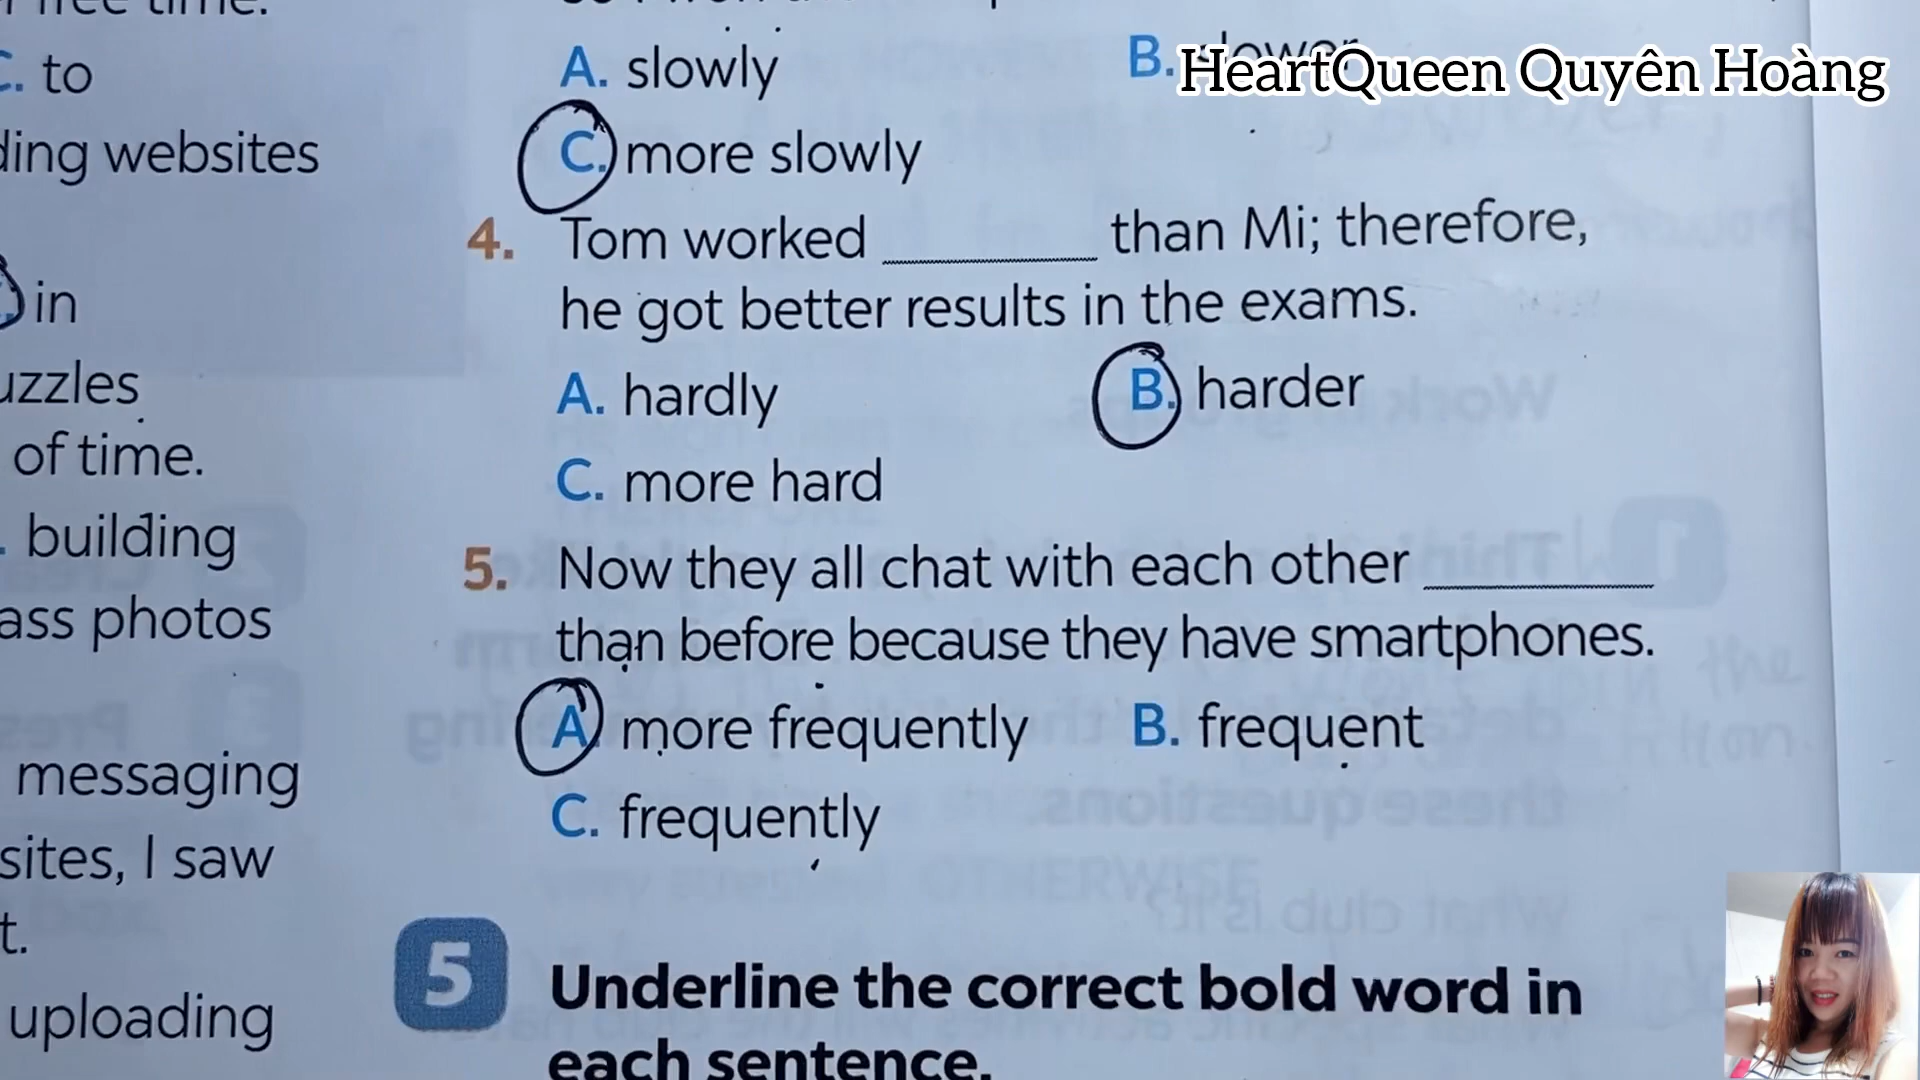 free time.
C. to
ding websites
in
uzzles
of time.
building
ass photos
messaging
sites, I saw
t.
uploading
A. slowly
B. slower
HeartQueen Quyên Hoàng
C. more slowly
4. Tom worked ________ than Mi; therefore,
he got better results in the exams.
A. hardly
B. harder
C. more hard
5. Now they all chat with each other ________
than before because they have smartphones.
A. more frequently
B. frequent
C. frequently
5
Underline the correct bold word in
each sentence.